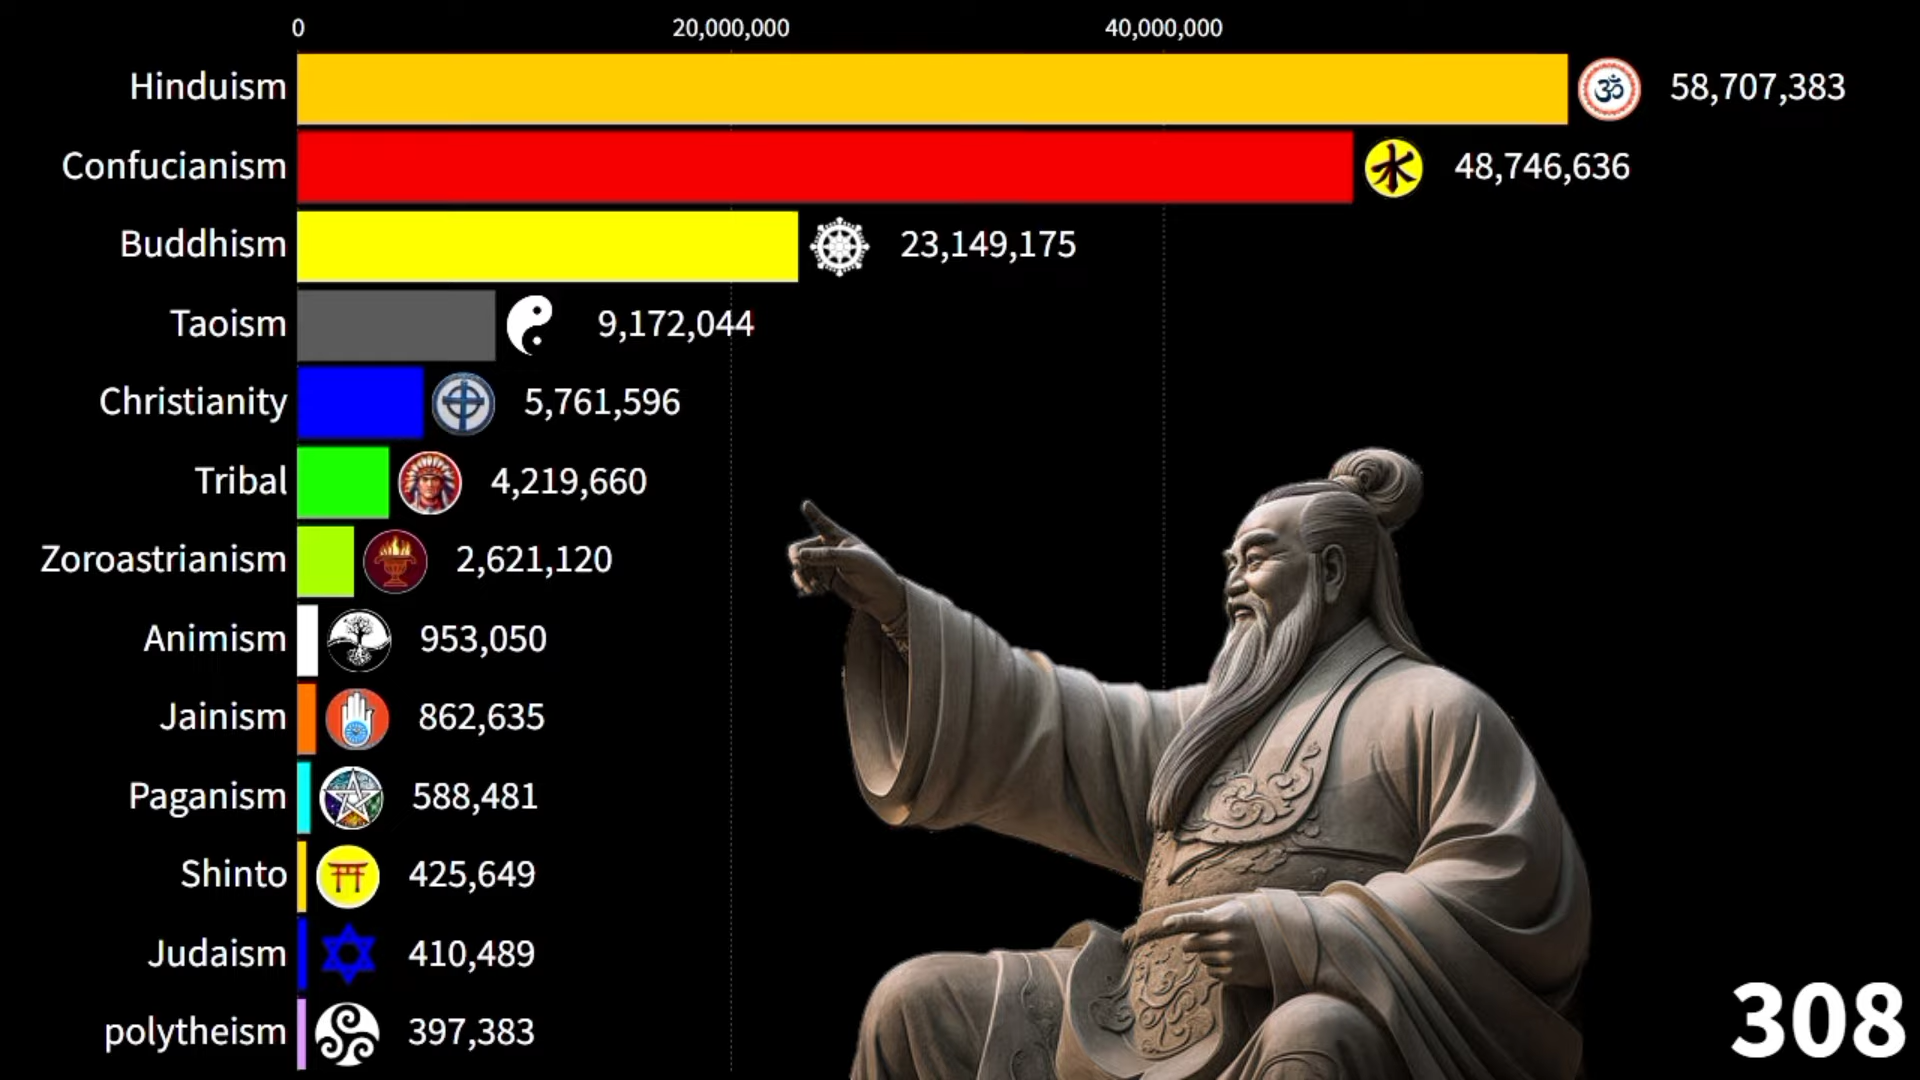 0 20,000,000 40,000,000
Hinduism ॐ 58,707,383
Confucianism 水 48,746,636
Buddhism 23,149,175
Taoism 9,172,044
Christianity 5,761,596
Tribal 4,219,660
Zoroastrianism 2,621,120
Animism 953,050
Jainism 862,635
Paganism 588,481
Shinto 425,649
Judaism 410,489
polytheism 397,383
308